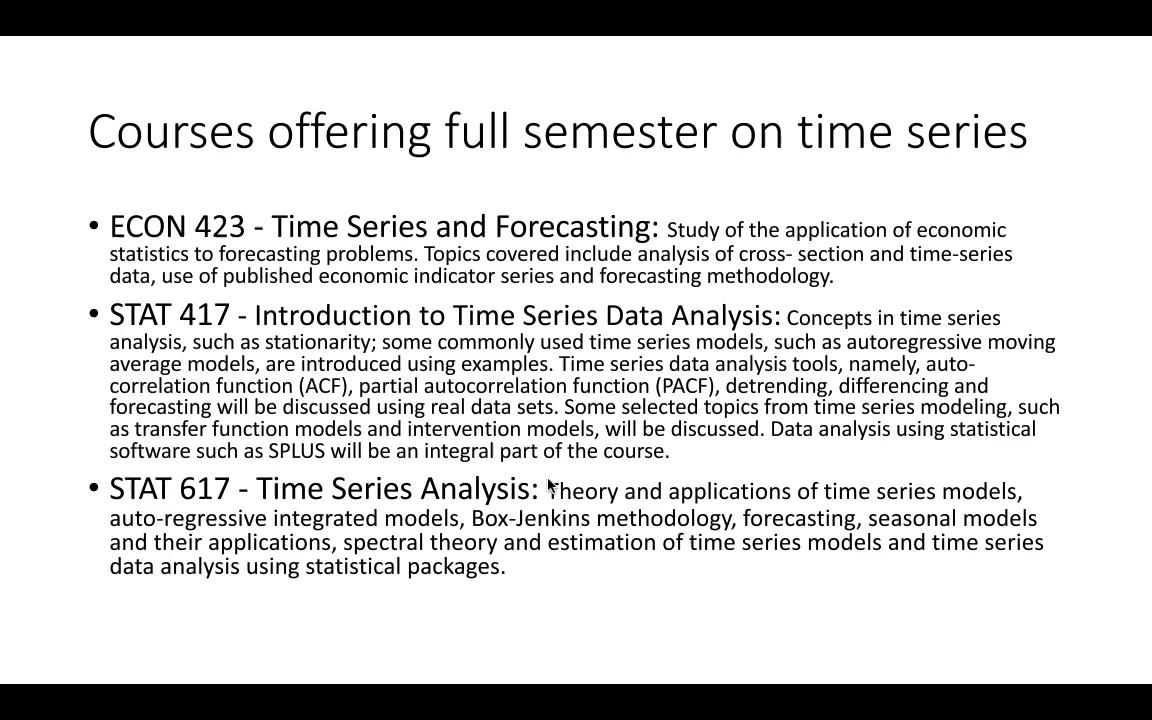 Courses offering full semester on time series
• ECON 423 - Time Series and Forecasting: Study of the application of economic
statistics to forecasting problems. Topics covered include analysis of cross- section and time-series
data, use of published economic indicator series and forecasting methodology.
• STAT 417 - Introduction to Time Series Data Analysis: Concepts in time series
analysis, such as stationarity; some commonly used time series models, such as autoregressive moving
average models, are introduced using examples. Time series data analysis tools, namely, auto-
correlation function (ACF), partial autocorrelation function (PACF), detrending, differencing and
forecasting will be discussed using real data sets. Some selected topics from time series modeling, such
as transfer function models and intervention models, will be discussed. Data analysis using statistical
software such as SPLUS will be an integral part of the course.
• STAT 617 - Time Series Analysis: Theory and applications of time series models,
auto-regressive integrated models, Box-Jenkins methodology, forecasting, seasonal models
and their applications, spectral theory and estimation of time series models and time series
data analysis using statistical packages.